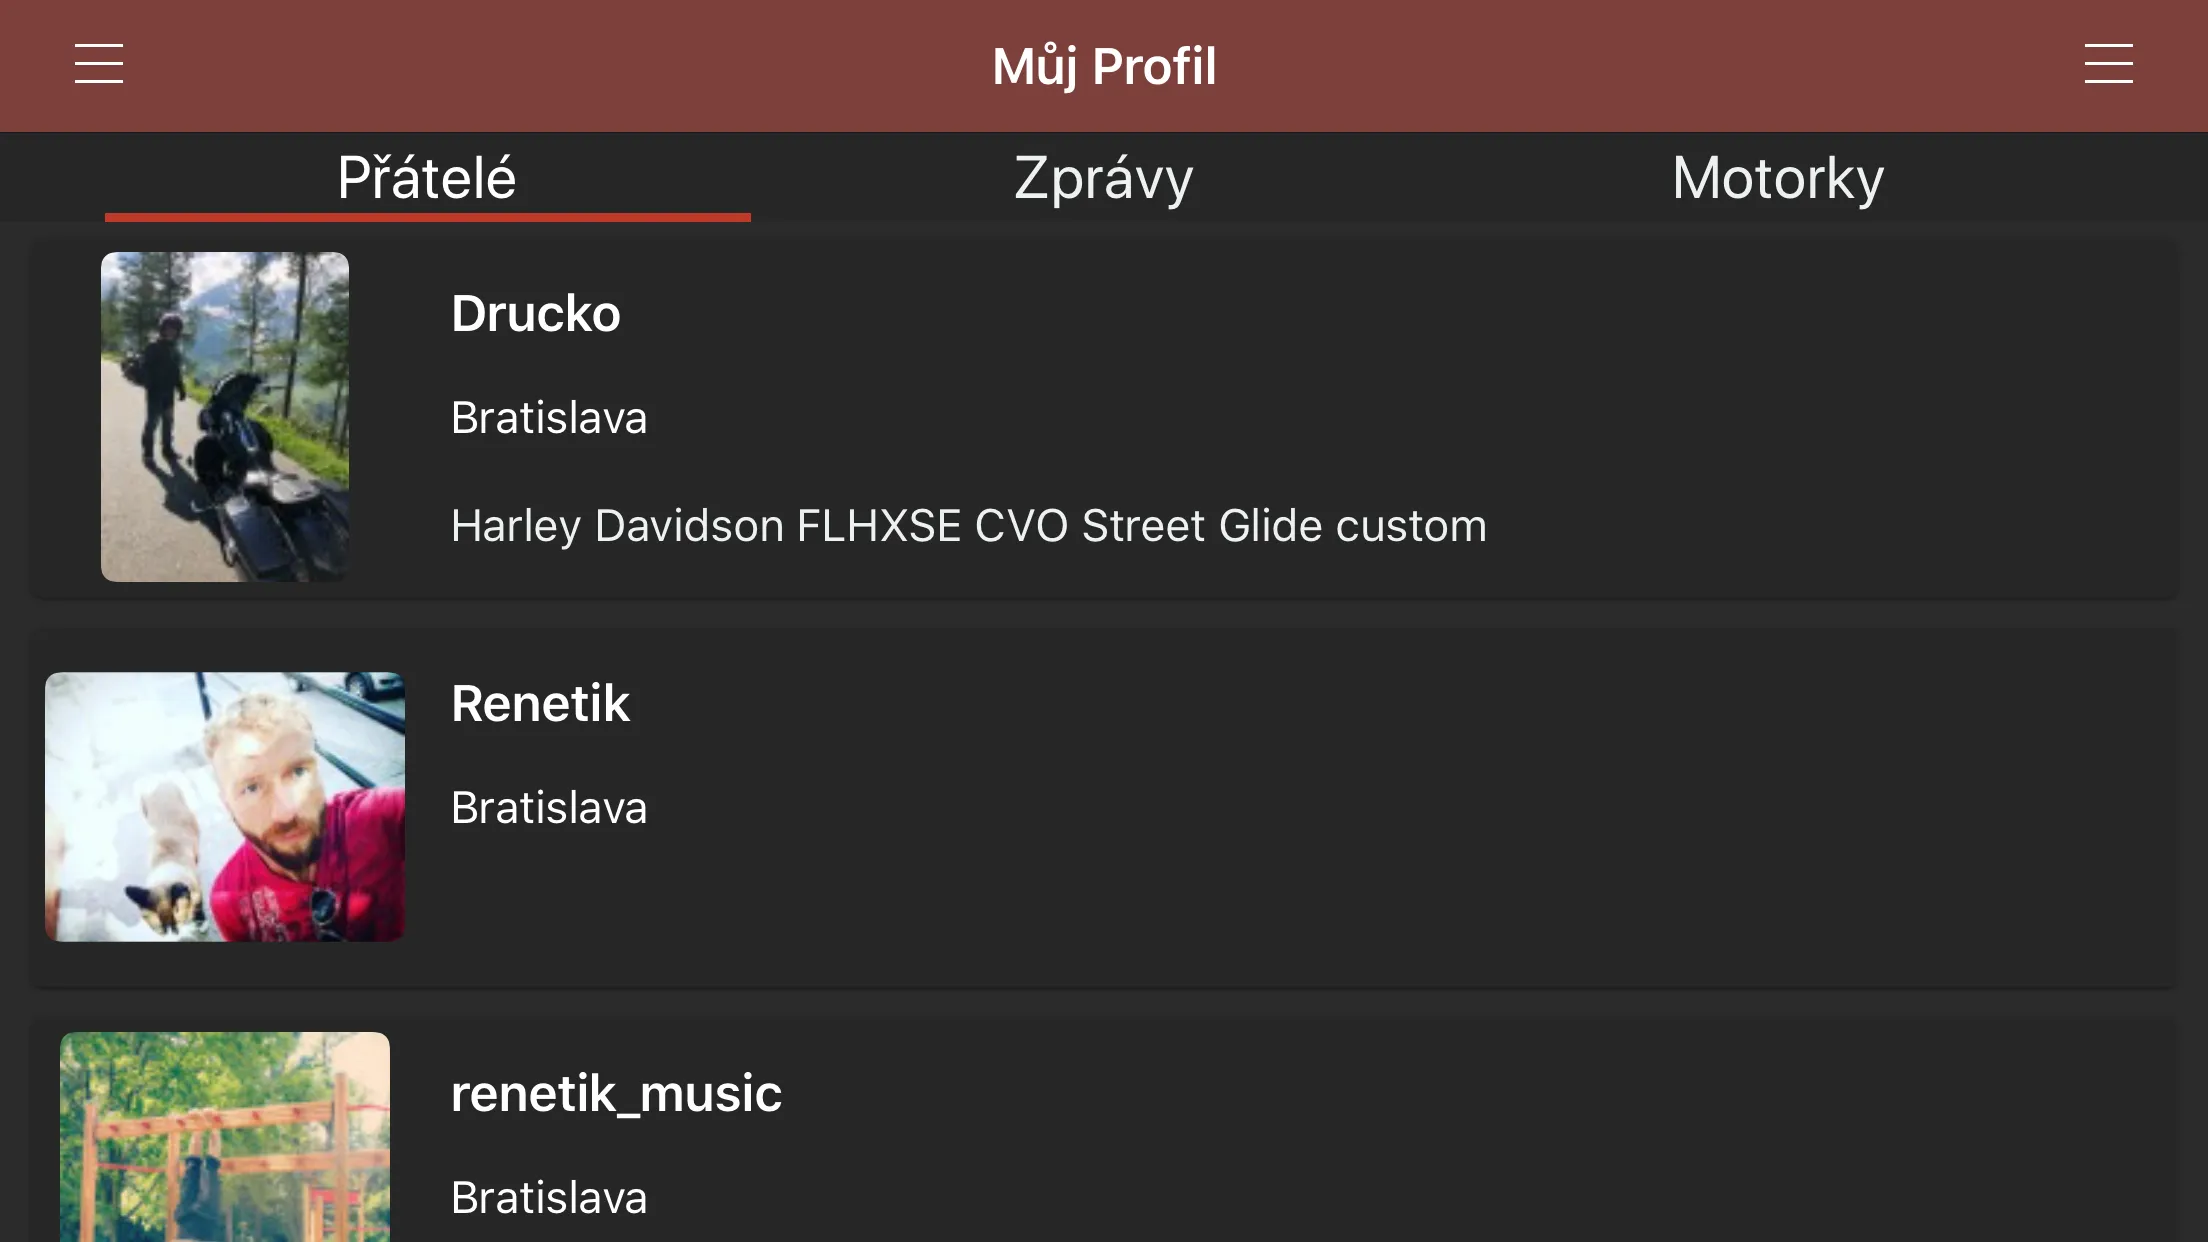 Můj Profil
Přátelé
Zprávy
Motorky
Drucko
Bratislava
Harley Davidson FLHXSE CVO Street Glide custom
Renetik
Bratislava
renetik_music
Bratislava